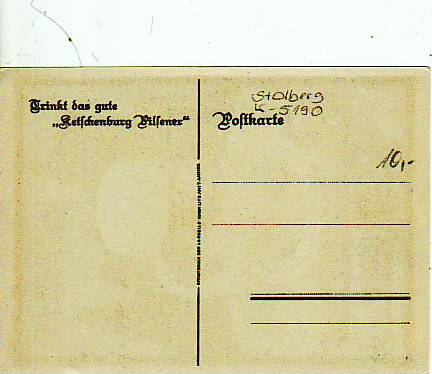 Trinkt das gute
„Ketschenburg Pilsener“
Stolberg
K - 5190
Postkarte
10,-